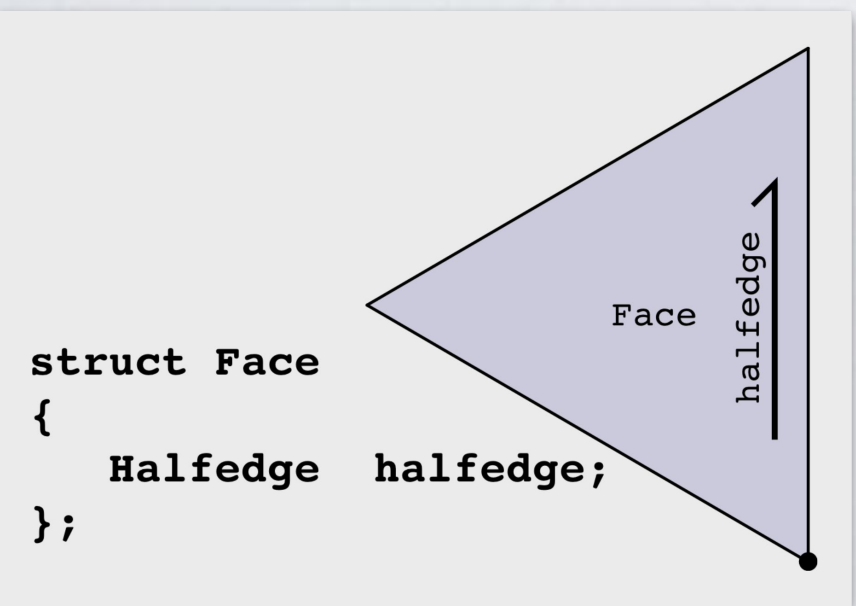 struct Face
{
   Halfedge  halfedge;
};
Face
halfedge